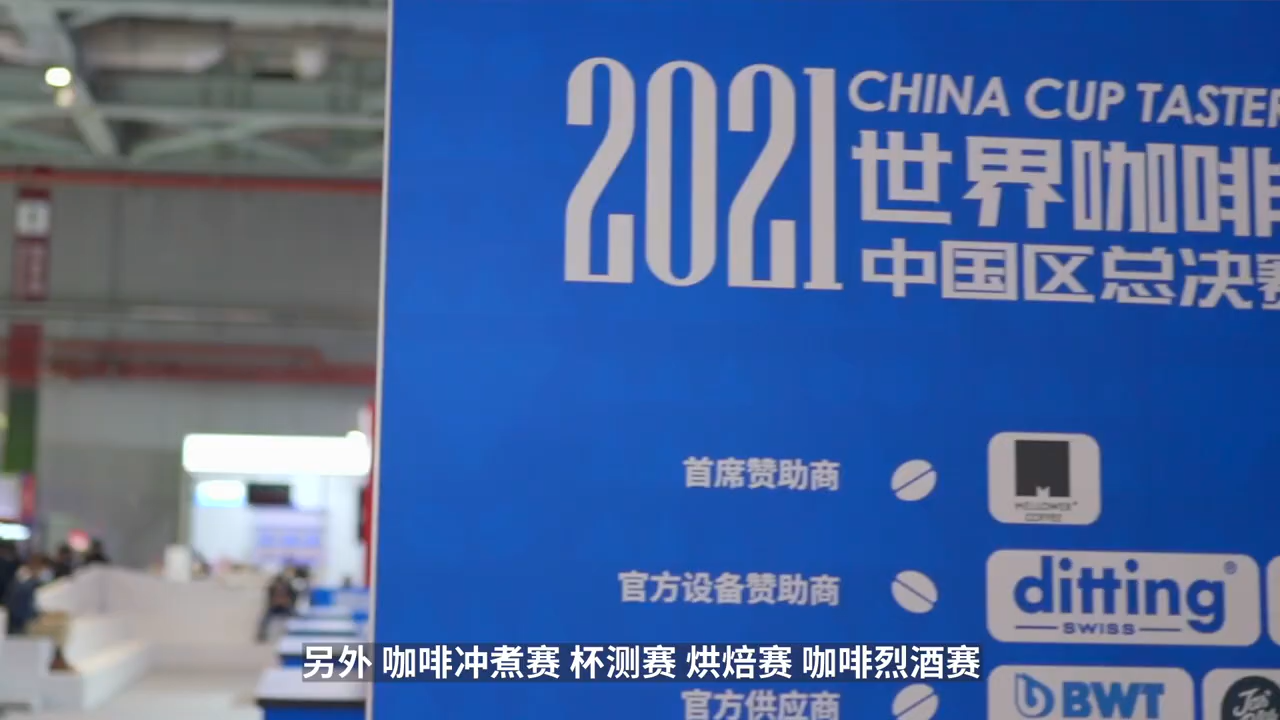 2021
CHINA CUP TASTER
世界咖啡
中国区总决赛
首席赞助商
MELLOWER
COFFEE
官方设备赞助商
ditting®
SWISS
另外 咖啡冲煮赛 杯测赛 烘焙赛 咖啡烈酒赛
官方供应商
BWT